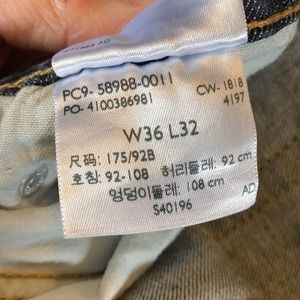 PC9- 58988-0011 CW-1818
PO- 4100386981 4197
W36 L32
尺码: 175/92B
호칭: 92-108 허리둘레: 92 cm
엉덩이둘레: 108 cm
S40196 AD